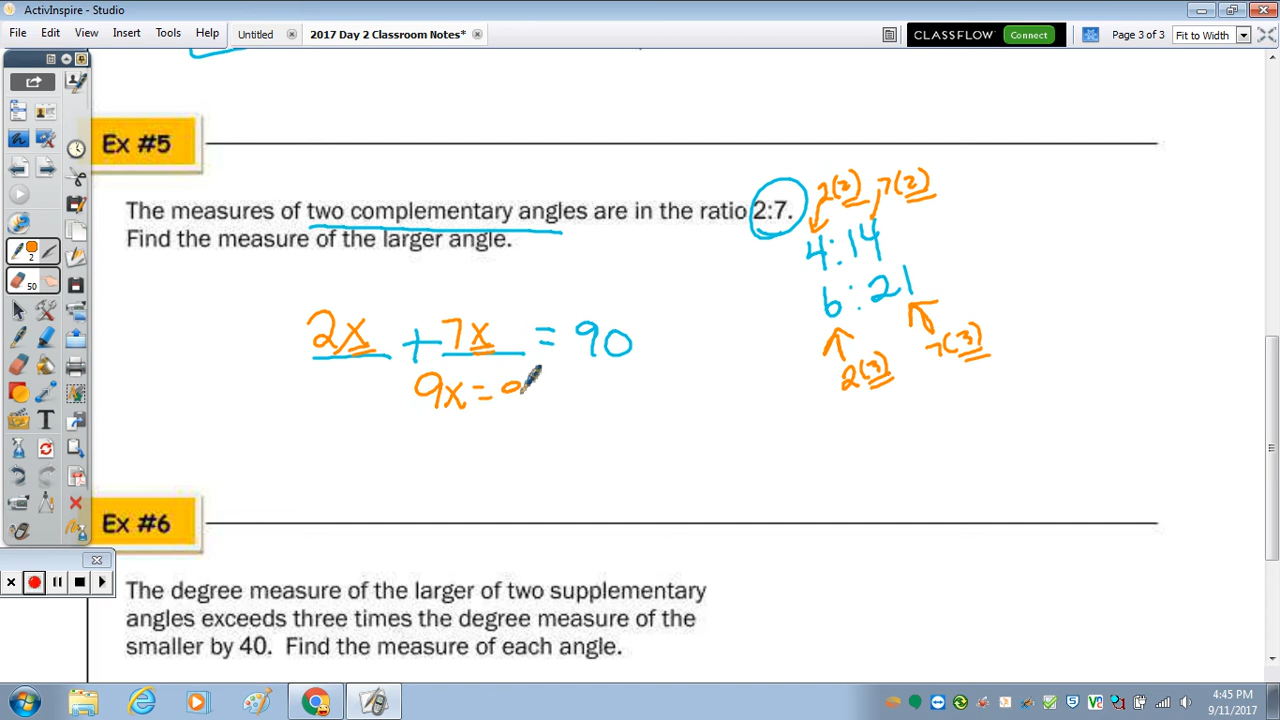 ActivInspire - Studio
File Edit View Insert Tools Help Untitled 2017 Day 2 Classroom Notes* CLASSFLOW Connect Page 3 of 3 Fit to Width
Ex #5
The measures of two complementary angles are in the ratio 2:7.
Find the measure of the larger angle.
2(2) 7(2)
4:14
6:21
2(3) 7(3)
2x + 7x = 90
9x =
2
50
Ex #6
The degree measure of the larger of two supplementary
angles exceeds three times the degree measure of the
smaller by 40. Find the measure of each angle.
4:45 PM
9/11/2017